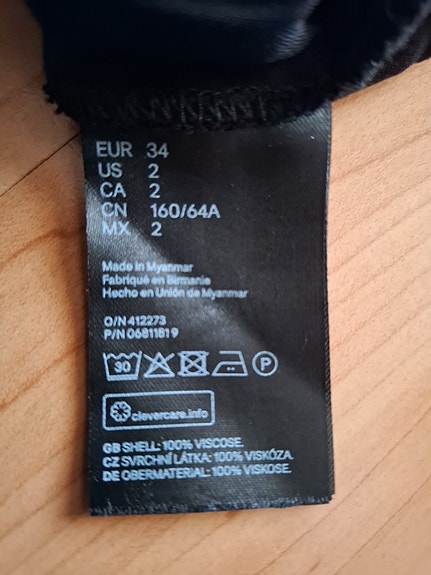 EUR 34
US 2
CA 2
CN 160/64A
MX 2
Made in Myanmar
Fabriqué en Birmanie
Hecho en Unión de Myanmar
O/N 412273
P/N 0681181 9
30 P
clevercare.info
GB SHELL: 100% VISCOSE.
CZ SVRCHNÍ LÁTKA: 100% VISKÓZA.
DE OBERMATERIAL: 100% VISKOSE.